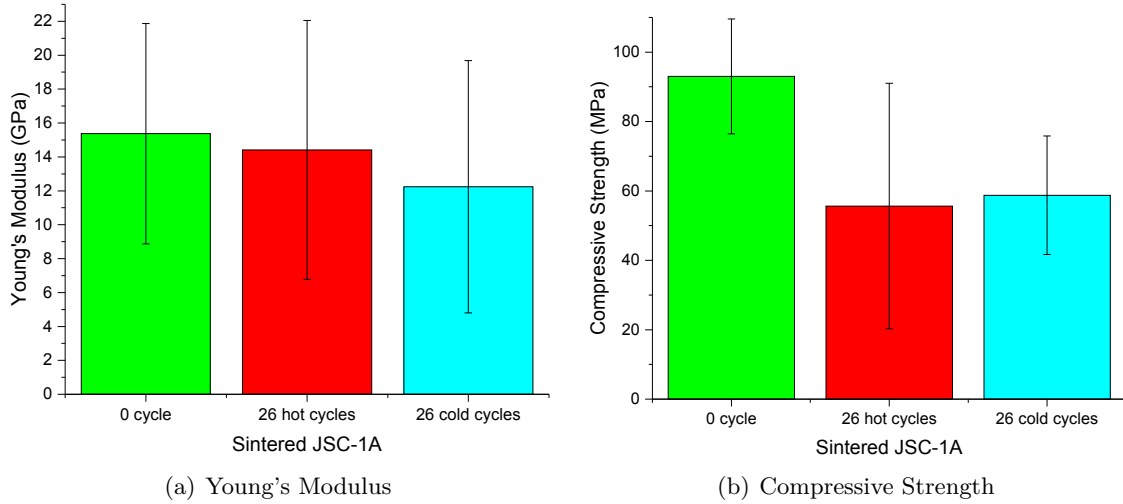 22
20
18
16
14
12
10
8
6
4
2
0
Young's Modulus (GPa)
0 cycle 26 hot cycles 26 cold cycles
Sintered JSC-1A
(a) Young's Modulus
100
80
60
40
20
0
Compressive Strength (MPa)
0 cycle 26 hot cycles 26 cold cycles
Sintered JSC-1A
(b) Compressive Strength